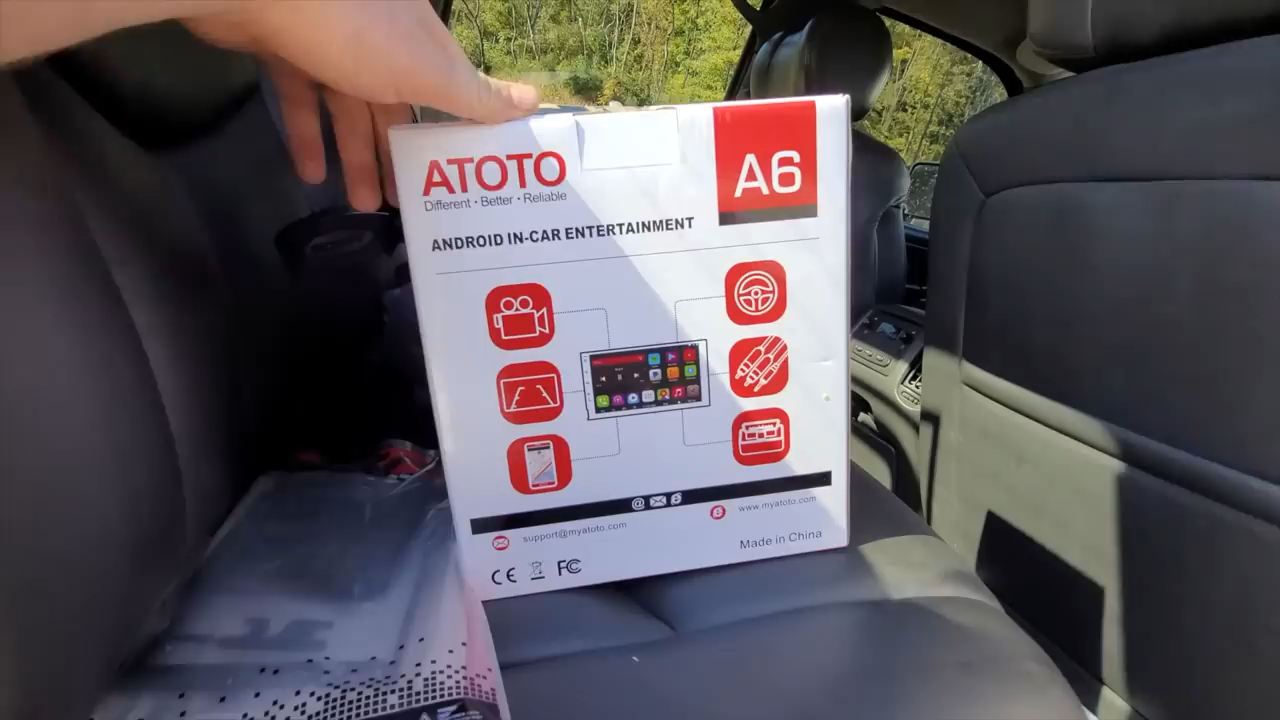 ATOTO
Different • Better • Reliable
A6
ANDROID IN-CAR ENTERTAINMENT
support@myatoto.com
www.myatoto.com
Made in China
CE
FC